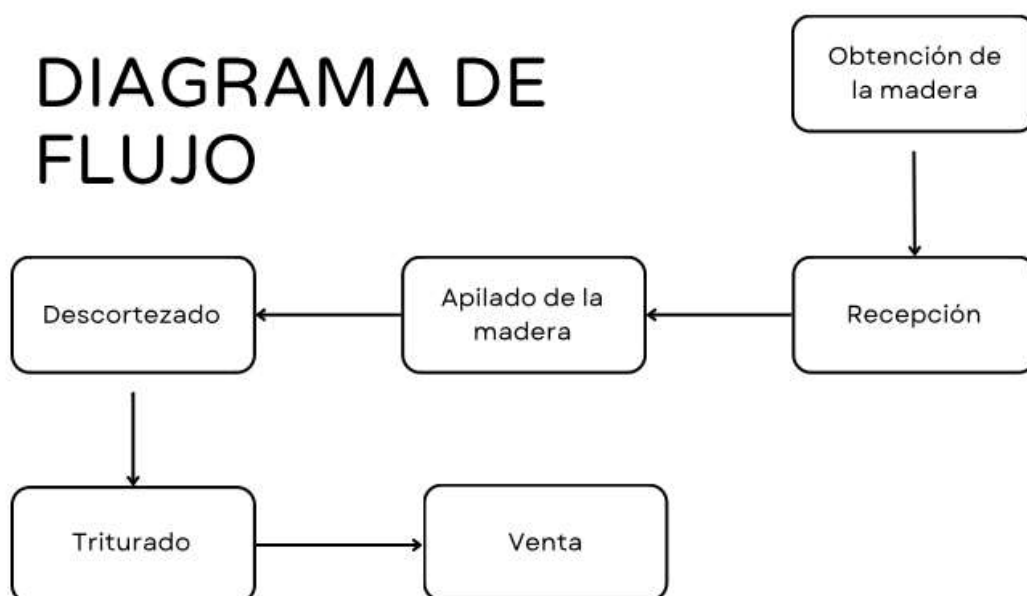 DIAGRAMA DE
FLUJO
Obtención de
la madera
Recepción
Apilado de la
madera
Descortezado
Triturado
Venta